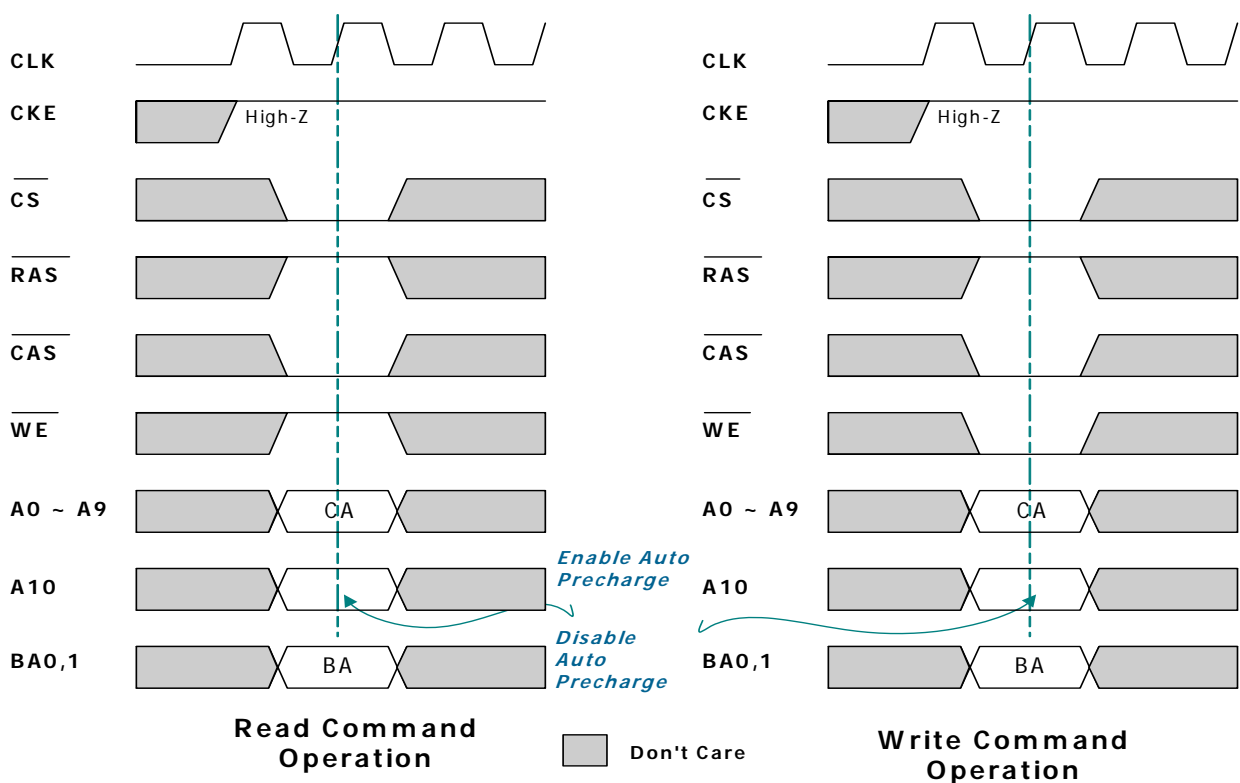 CLK
CKE
High-Z
CS
RAS
CAS
WE
A0 ~ A9
CA
A10
BA0,1
BA
Read Command
Operation
Enable Auto
Precharge
Disable
Auto
Precharge
Don't Care
CLK
CKE
High-Z
CS
RAS
CAS
WE
A0 ~ A9
CA
A10
BA0,1
BA
Write Command
Operation